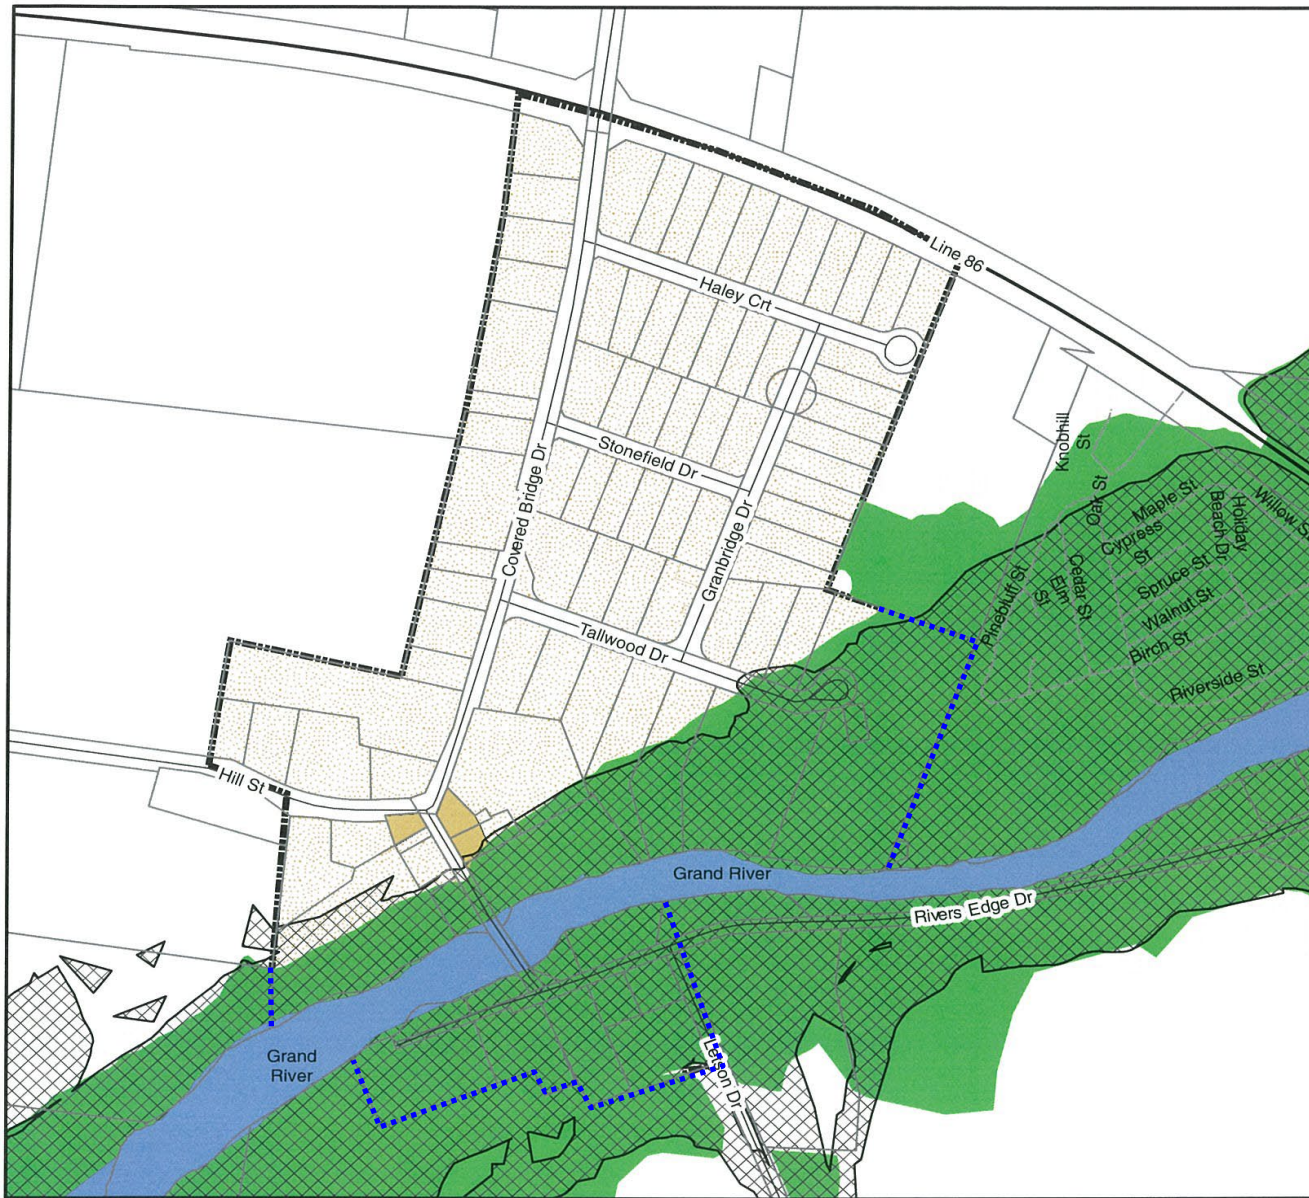 Line 86
Haley Crt
Knobhill
St
Stonefield Dr
Covered Bridge Dr
Granbridge Dr
Oak St
Maple St
Cypress
St
Holiday
Beach Dr
Spruce St
Cedar St
Elm
St
Walnut St
Pinebluff St
Birch St
Tallwood Dr
Riverside St
Hill St
Grand River
Rivers Edge Dr
Grand
River
Letson Dr